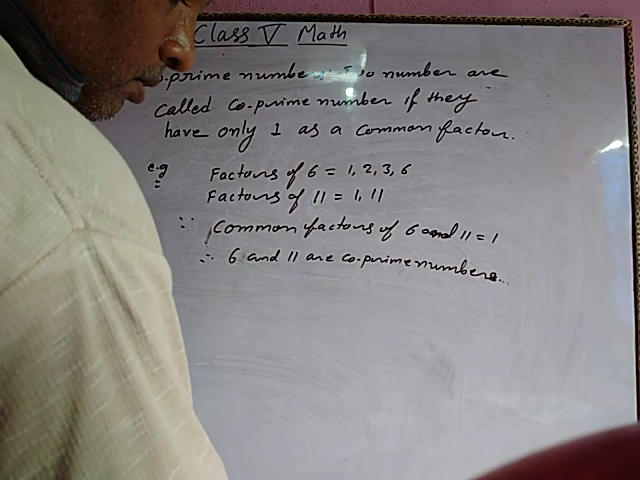 Class V Math
.prime number: Two number are
called Co-prime number if they
have only 1 as a common factor.
e.g Factors of 6 = 1, 2, 3, 6
Factors of 11 = 1, 11
∵ Common factors of 6 and 11 = 1
∴ 6 and 11 are co-prime numbers...